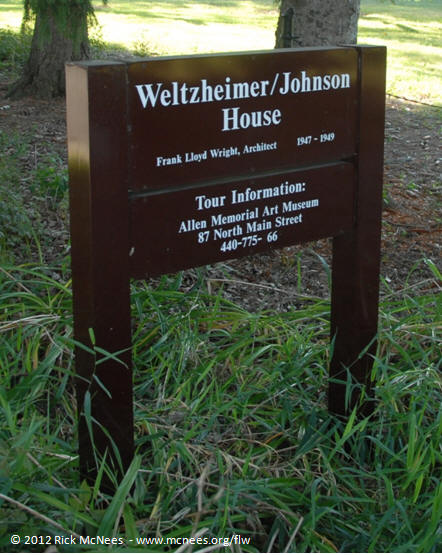 Weltzheimer/Johnson
House
Frank Lloyd Wright, Architect 1947 - 1949
Tour Information:
Allen Memorial Art Museum
87 North Main Street
440-775- 66
© 2012 Rick McNees - www.mcnees.org/flw